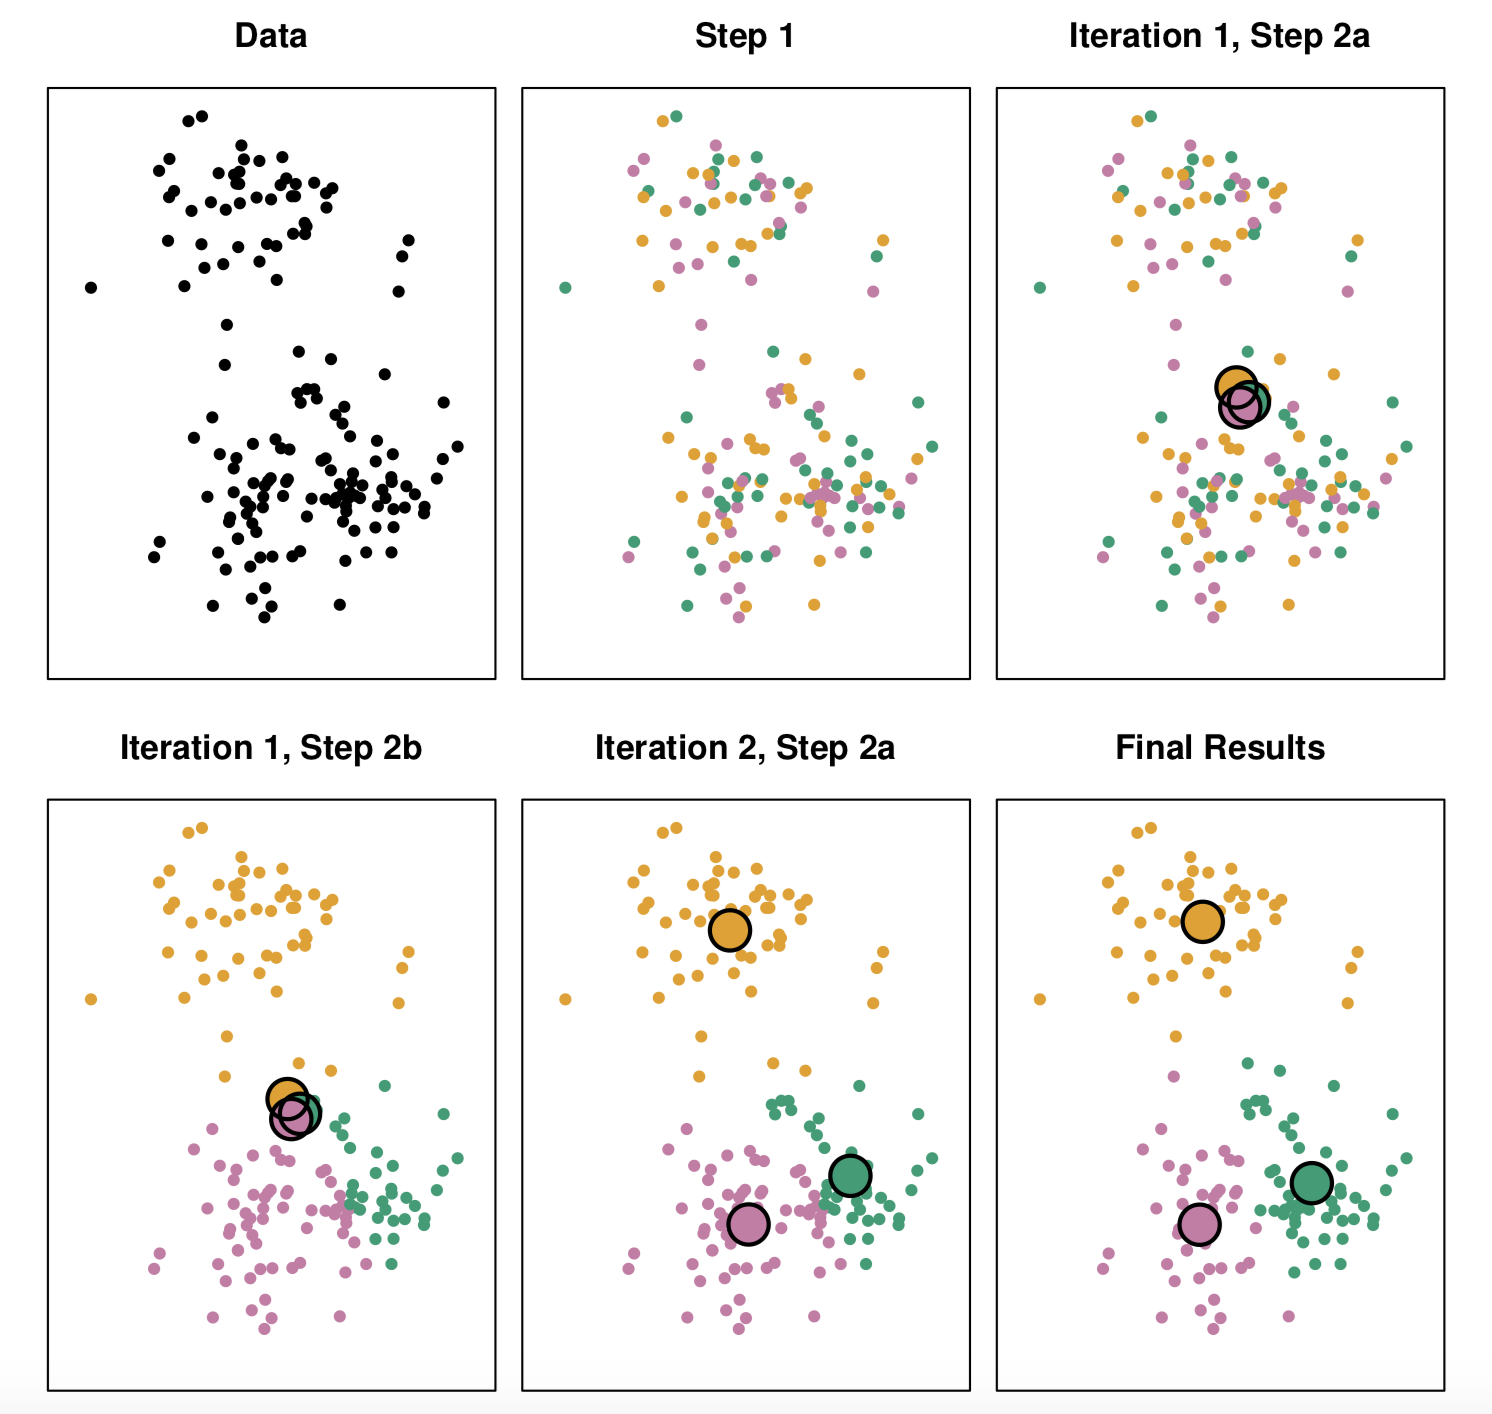 Data
Step 1
Iteration 1, Step 2a
Iteration 1, Step 2b
Iteration 2, Step 2a
Final Results